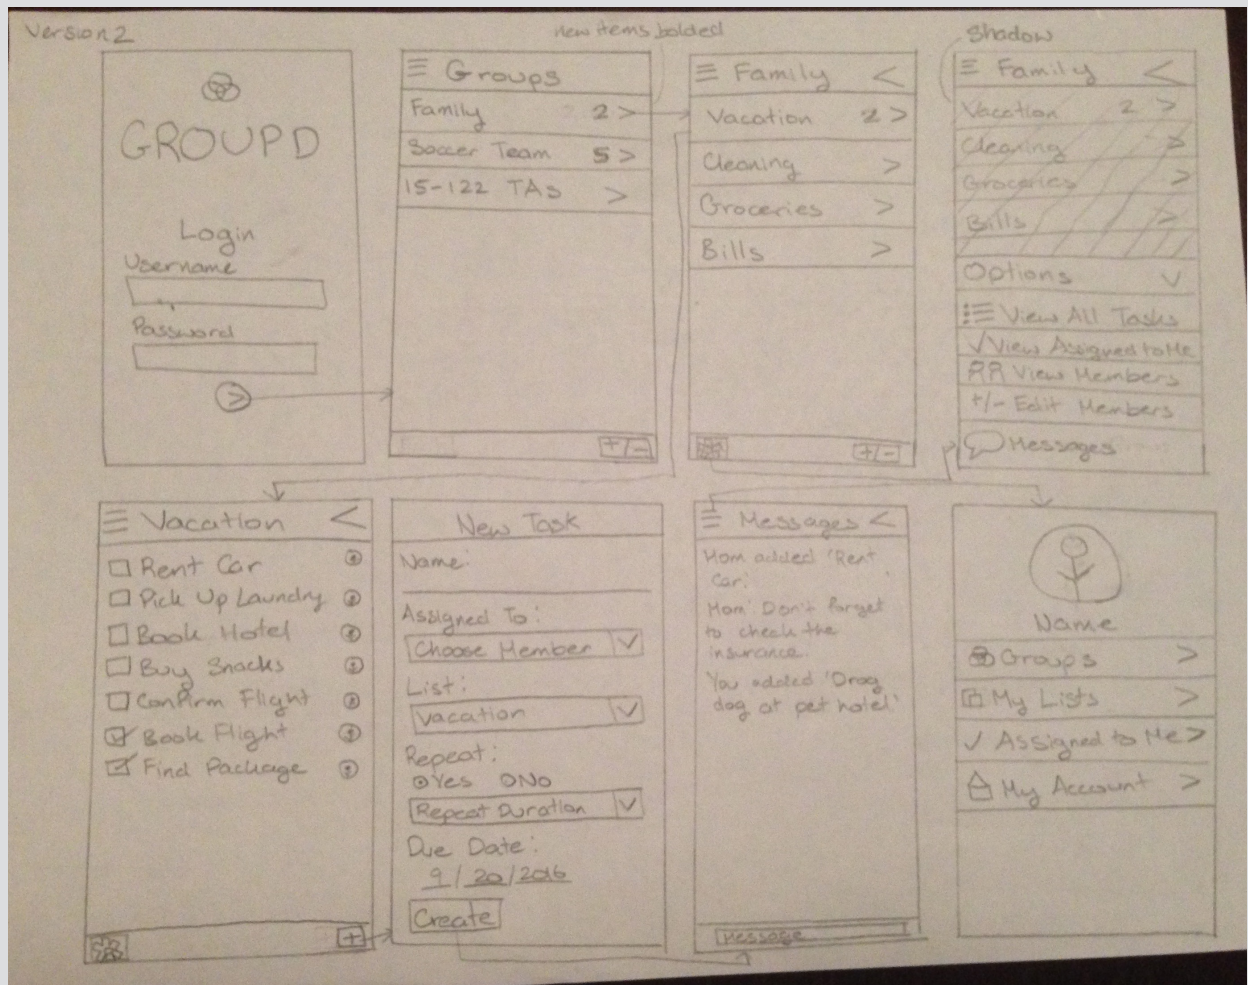 Version 2
New items bolded
Shadow
GROUPD
Login
Username
Password
>
Groups
Family 2 >
Soccer Team 5 >
15-122 TAs >
+/-
Family <
Vacation 2 >
Cleaning >
Groceries >
Bills >
+/-
Family <
Vacation 2 >
Cleaning >
Groceries >
Bills >
Options
View All Tasks
✓ View Assigned to Me
View Members
+/- Edit Members
Messages
Vacation <
Rent Car
Pick Up Laundry
Book Hotel
Buy Snacks
Confirm Flight
Book Flight
Find Package
+
New Task
Name:
Assigned To:
Choose Member
List:
Vacation
Repeat:
Yes No
Repeat Duration
Due Date:
9/20/2016
Create
Messages <
Mom added 'Rent
Car.'
Mom: Don't forget
to check the
insurance.
You added 'Drog
dog at pet hotel'
Message
Name
Groups >
My Lists >
✓ Assigned to Me >
My Account >